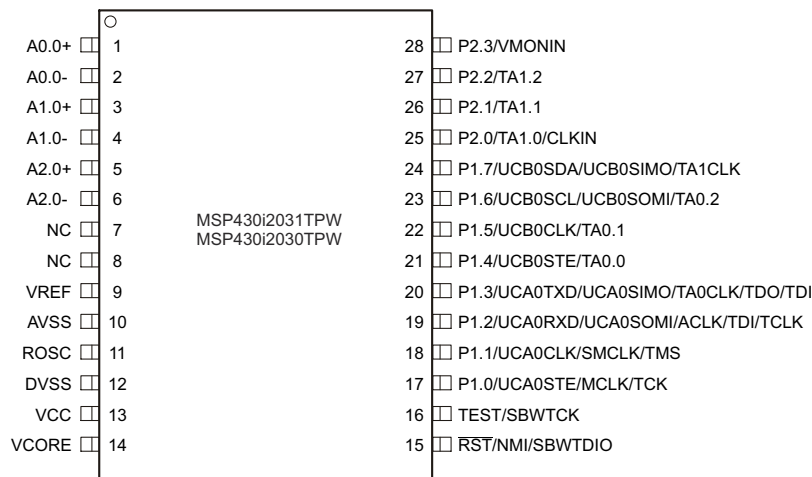 A0.0+ 1 28 P2.3/VMONIN
A0.0- 2 27 P2.2/TA1.2
A1.0+ 3 26 P2.1/TA1.1
A1.0- 4 25 P2.0/TA1.0/CLKIN
A2.0+ 5 24 P1.7/UCB0SDA/UCB0SIMO/TA1CLK
A2.0- 6 23 P1.6/UCB0SCL/UCB0SOMI/TA0.2
MSP430i2031TPW
NC 7 22 P1.5/UCB0CLK/TA0.1
MSP430i2030TPW
NC 8 21 P1.4/UCB0STE/TA0.0
VREF 9 20 P1.3/UCA0TXD/UCA0SIMO/TA0CLK/TDO/TDI
AVSS 10 19 P1.2/UCA0RXD/UCA0SOMI/ACLK/TDI/TCLK
ROSC 11 18 P1.1/UCA0CLK/SMCLK/TMS
DVSS 12 17 P1.0/UCA0STE/MCLK/TCK
VCC 13 16 TEST/SBWTCK
VCORE 14 15 RST/NMI/SBWTDIO